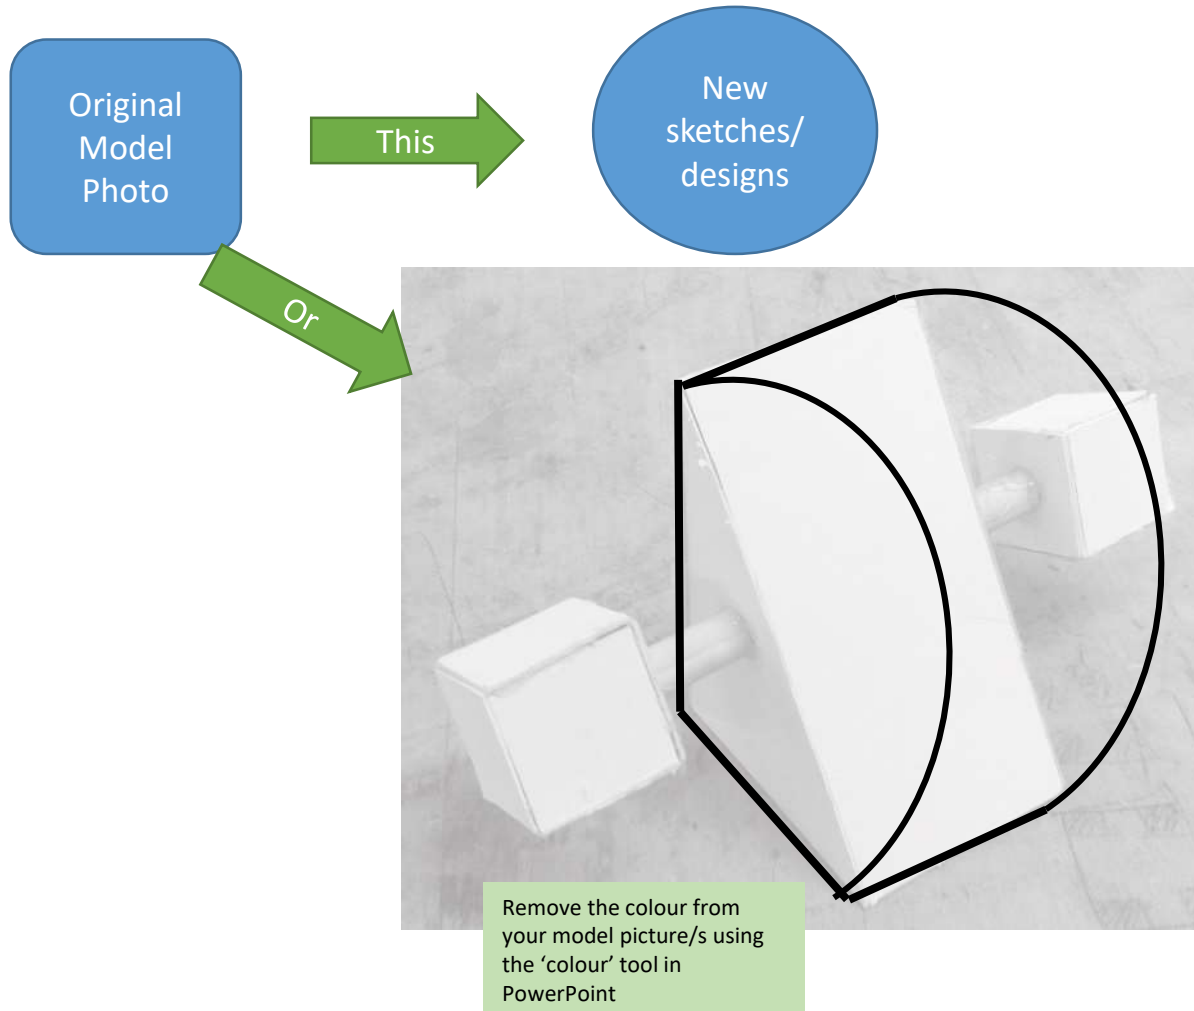 Original
Model
Photo
This
New
sketches/
designs
Or
Remove the colour from
your model picture/s using
the ‘colour’ tool in
PowerPoint